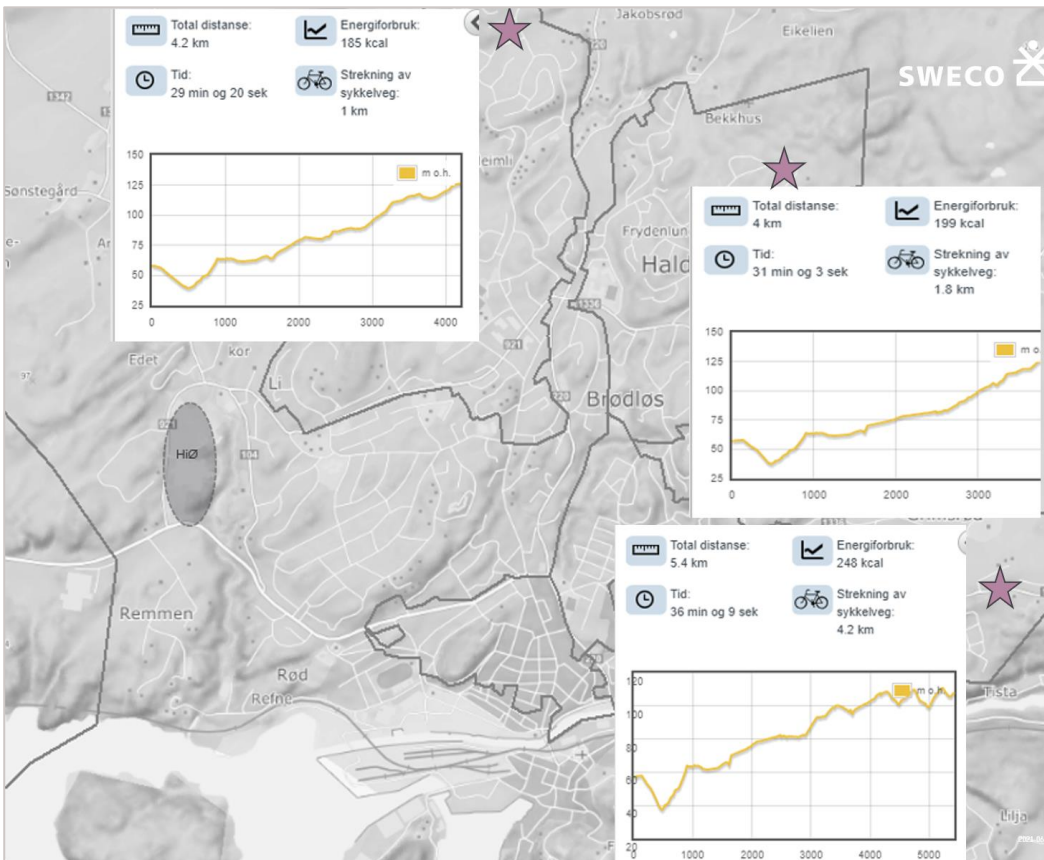 Total distanse:
4.2 km
Energiforbruk:
185 kcal
Tid:
29 min og 20 sek
Strekning av
sykkelveg:
1 km
150
125
100
75
50
25
m o.h.
0 1000 2000 3000 4000
Jakobsrød
Eikelien
SWECO
1342
Bekkhus
Sønstegård
Total distanse:
4 km
Energiforbruk:
199 kcal
Tid:
31 min og 3 sek
Strekning av
sykkelveg:
1.8 km
150
125
100
75
50
25
m o.
0 1000 2000 3000
Frydenlun
Hald
921
Edet
kor
Li
Brødløs
921
104
HiØ
Total distanse:
5.4 km
Energiforbruk:
248 kcal
Tid:
36 min og 9 sek
Strekning av
sykkelveg:
4.2 km
120
100
80
60
40
20
m o.h.
0 1000 2000 3000 4000 5000
Remmen
Rød
Refne
Tista
Lilja